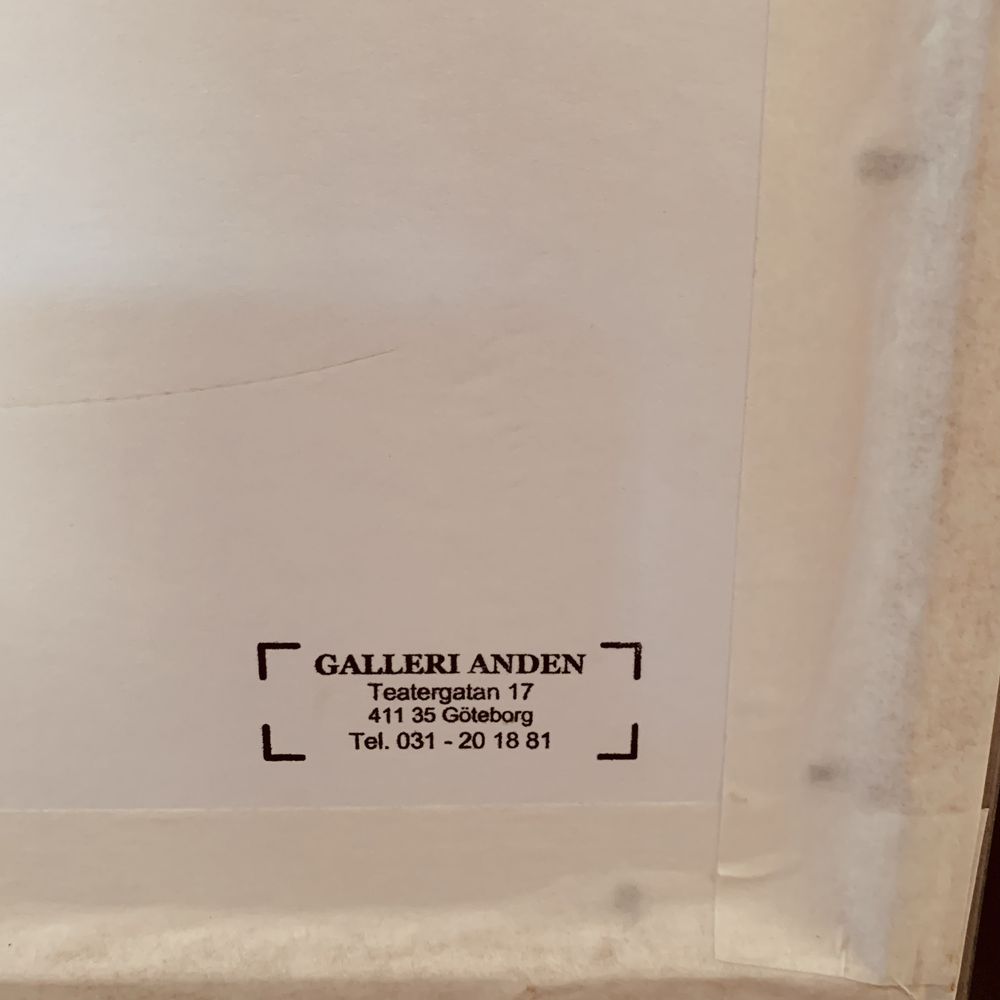 GALLERI ANDEN
Teatergatan 17
411 35 Göteborg
Tel. 031 - 20 18 81